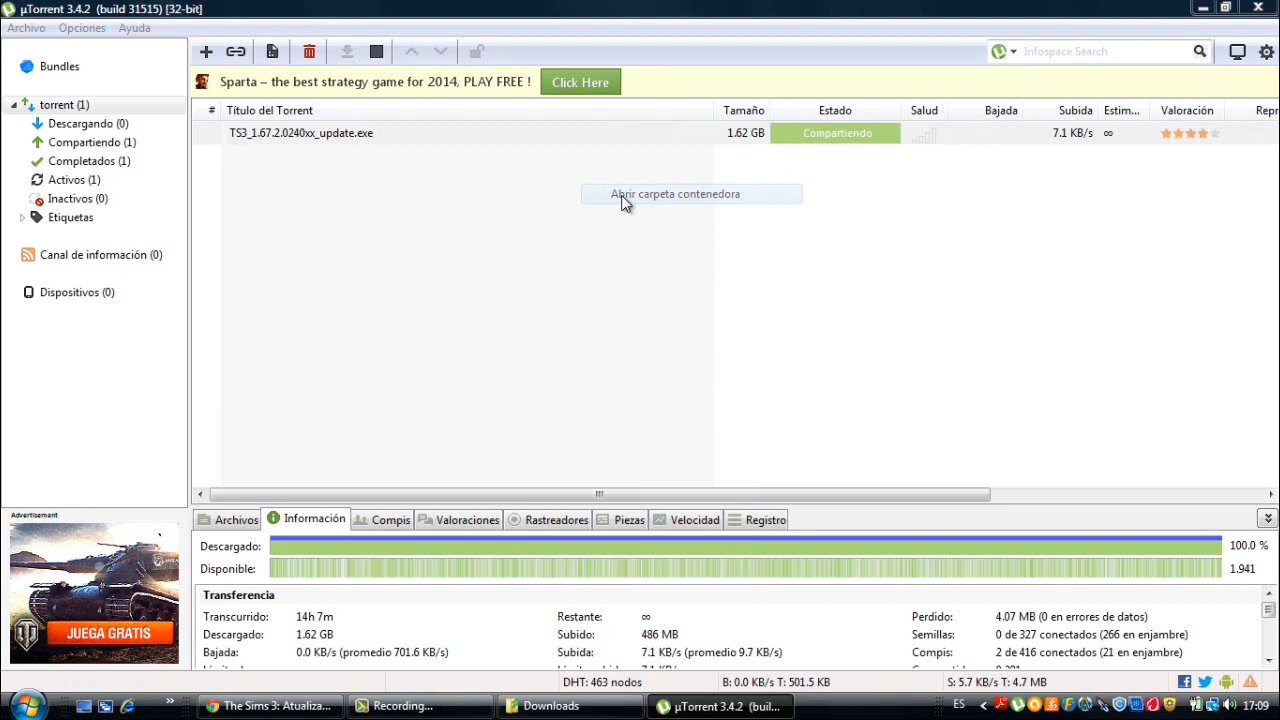 µTorrent 3.4.2 (build 31515) [32-bit]
Archivo Opciones Ayuda
Infospace Search
Bundles
Sparta – the best strategy game for 2014, PLAY FREE ! Click Here
torrent (1)
Descargando (0)
Compartiendo (1)
Completados (1)
Activos (1)
Inactivos (0)
Etiquetas
Canal de información (0)
Dispositivos (0)
# Título del Torrent Tamaño Estado Salud Bajada Subida Estim... Valoración Repr
TS3_1.67.2.0240xx_update.exe 1.62 GB Compartiendo 7.1 KB/s ∞
Abrir carpeta contenedora
Advertisement
JUEGA GRATIS
Archivos Información Compis Valoraciones Rastreadores Piezas Velocidad Registro
Descargado: 100.0 %
Disponible: 1.941
Transferencia
Transcurrido: 14h 7m Restante: ∞ Perdido: 4.07 MB (0 en errores de datos)
Descargado: 1.62 GB Subido: 486 MB Semillas: 0 de 327 conectados (266 en enjambre)
Bajada: 0.0 KB/s (promedio 701.6 KB/s) Subida: 7.1 KB/s (promedio 9.7 KB/s) Compis: 2 de 416 conectados (21 en enjambre)
DHT: 463 nodos B: 0.0 KB/s T: 501.5 KB S: 5.7 KB/s T: 4.7 MB
The Sims 3: Atualiza... Recording... Downloads µTorrent 3.4.2 (buil... ES 17:09